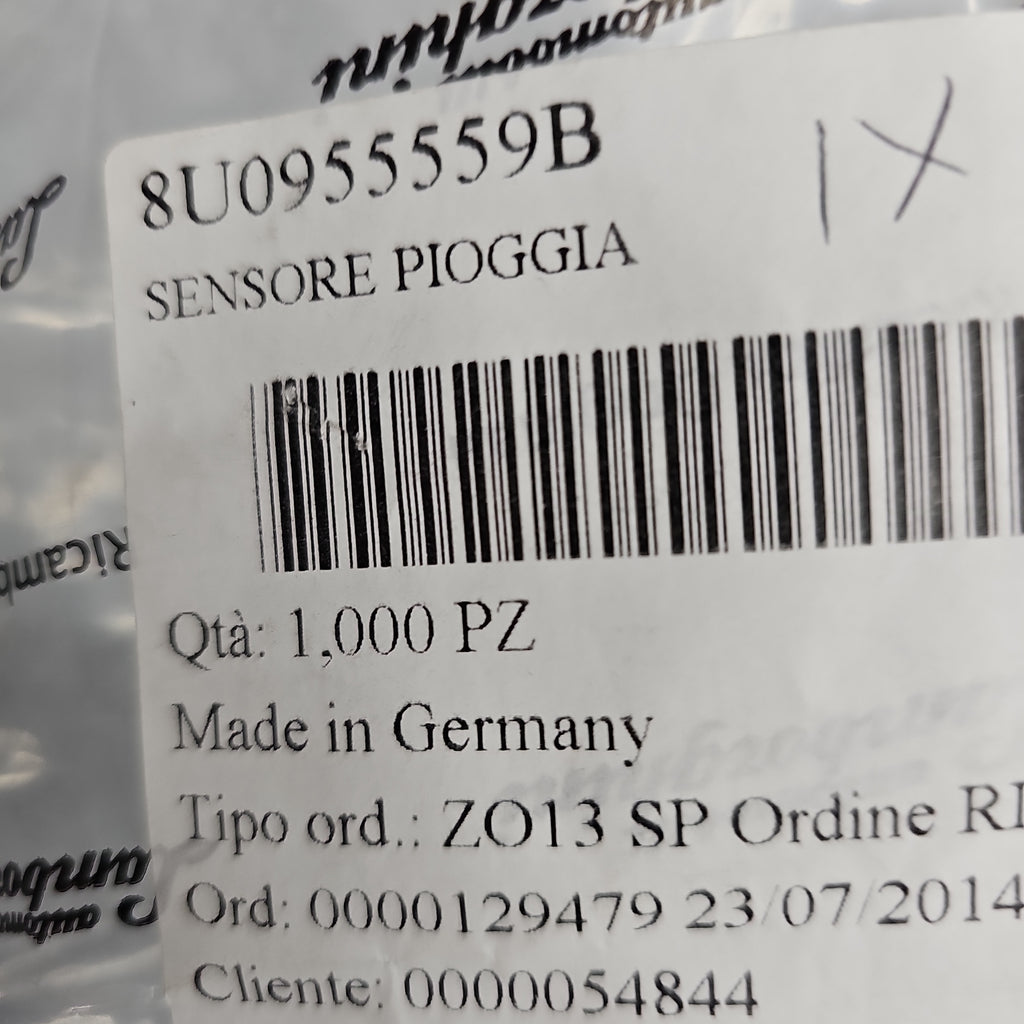 8U0955559B
1X
SENSORE PIOGGIA
Qtà: 1,000 PZ
Made in Germany
Tipo ord.: ZO13 SP Ordine
Ord: 0000129479 23/07/2014
Cliente: 0000054844